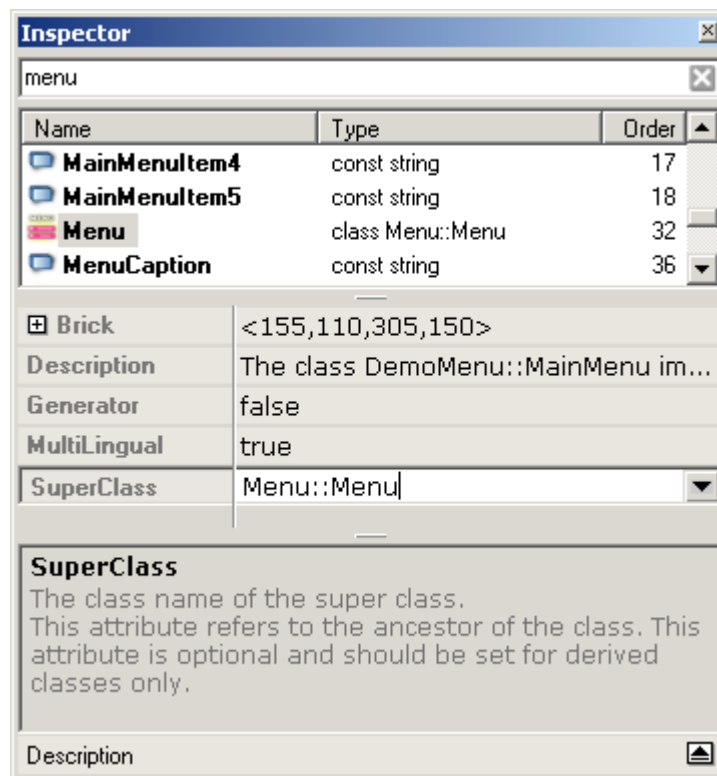 Inspector
menu
Name Type Order
MainMenuItem4 const string 17
MainMenuItem5 const string 18
Menu class Menu::Menu 32
MenuCaption const string 36
Brick <155,110,305,150>
Description The class DemoMenu::MainMenu im...
Generator false
MultiLingual true
SuperClass Menu::Menu
SuperClass
The class name of the super class.
This attribute refers to the ancestor of the class. This
attribute is optional and should be set for derived
classes only.
Description